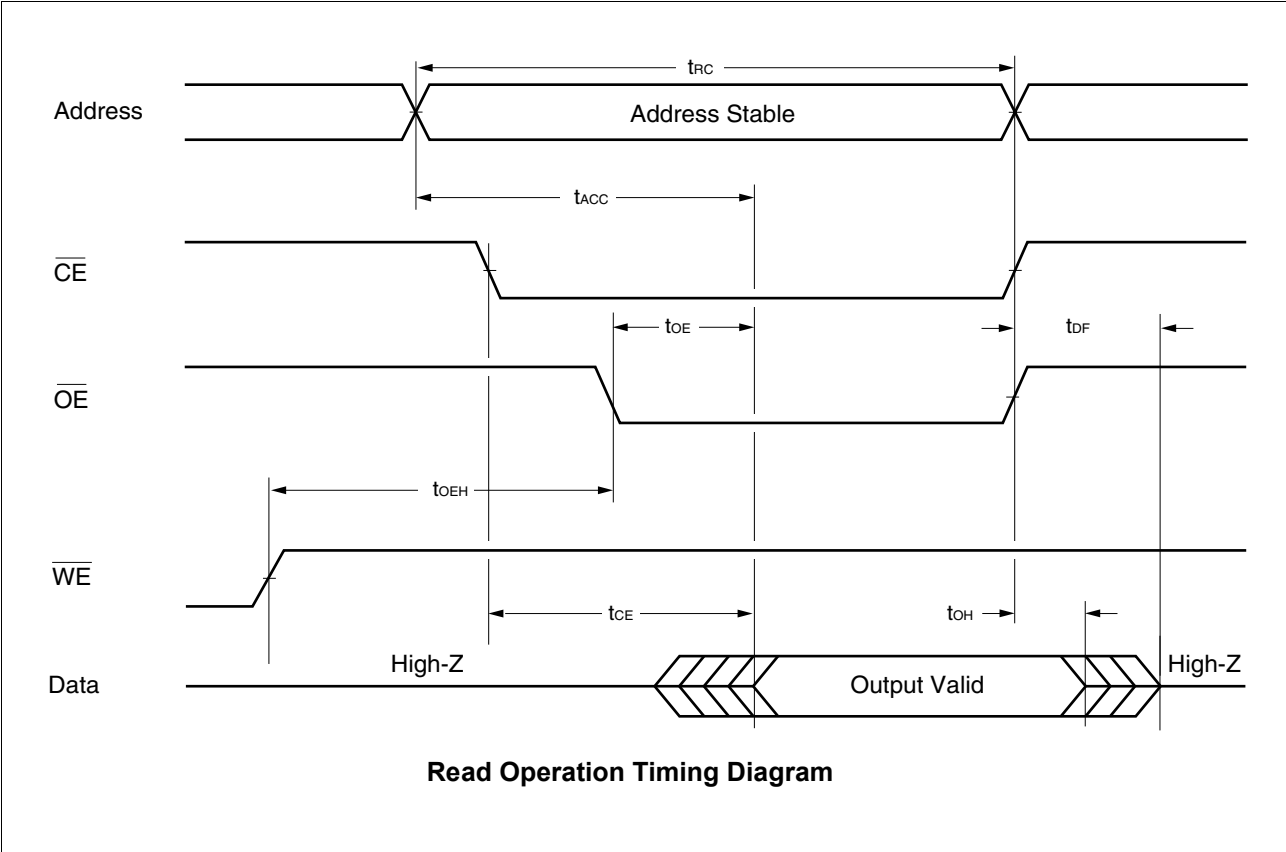 tRC
Address
Address Stable
tACC
CE
tOE
tDF
OE
tOEH
WE
tCE
tOH
High-Z
High-Z
Data
Output Valid
Read Operation Timing Diagram